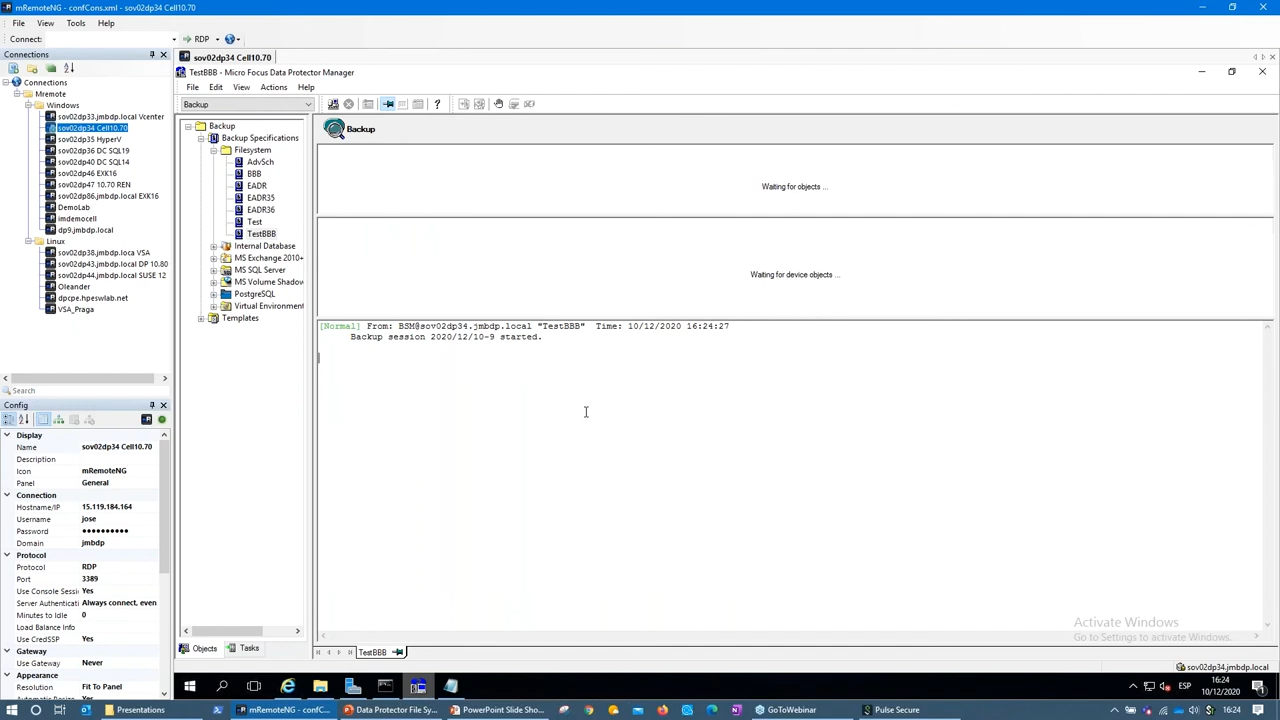 mRemoteNG - confCons.xml - sov02dp34 Cell10.70
File View Tools Help
Connect: RDP
Connections
Connections
Mremote
Windows
sov02dp33.jmbdp.local Vcenter
sov02dp34 Cell10.70
sov02dp35 HyperV
sov02dp36 DC SQL19
sov02dp40 DC SQL14
sov02dp46 EXK16
sov02dp47 10.70 REN
sov02dp86.jmbdp.local EXK16
DemoLab
imdemocell
dp9.jmbdp.local
Linux
sov02dp38.jmbdp.loca VSA
sov02dp43.jmbdp.loca DP 10.80
sov02dp44.jmbdp.local SUSE 12
Oleander
dpcpe.hpeswlab.net
VSA_Praga
Search
Config
Display
Name sov02dp34 Cell10.70
Description
Icon mRemoteNG
Panel General
Connection
Hostname/IP 15.119.184.164
Username jose
Password ●●●●●●●●●●
Domain jmbdp
Protocol
Protocol RDP
Port 3389
Use Console Sessi Yes
Server Authenticati Always connect, even
Minutes to Idle 0
Load Balance Info
Use CredSSP Yes
Gateway
Use Gateway Never
Appearance
Resolution Fit To Panel
sov02dp34 Cell10.70
TestBBB - Micro Focus Data Protector Manager
File Edit View Actions Help
Backup
Backup
Backup Specifications
Filesystem
AdvSch
BBB
EADR
EADR35
EADR36
Test
TestBBB
Internal Database
MS Exchange 2010+
MS SQL Server
MS Volume Shadow
PostgreSQL
Virtual Environment
Templates
Objects Tasks
Backup
Waiting for objects ...
Waiting for device objects ...
[Normal] From: BSM@sov02dp34.jmbdp.local "TestBBB" Time: 10/12/2020 16:24:27
Backup session 2020/12/10-9 started.
Activate Windows
Go to Settings to activate Windows.
TestBBB
sov02dp34.jmbdp.local
ESP
16:24
10/12/2020
Presentations
mRemoteNG - confC...
Data Protector File Sy...
PowerPoint Slide Sho...
GoToWebinar
Pulse Secure
16:24